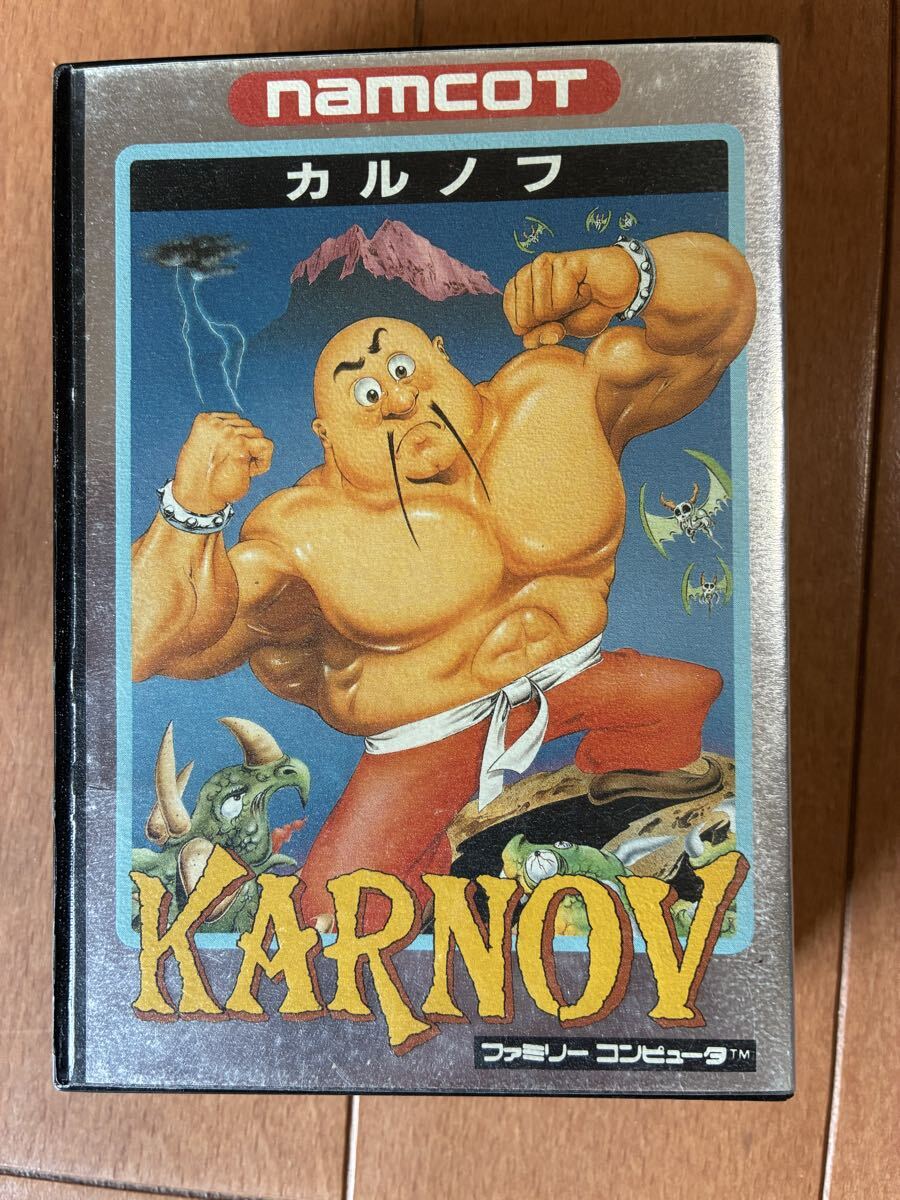 namcot
カルノフ
KARNOV
ファミリー コンピュータ™